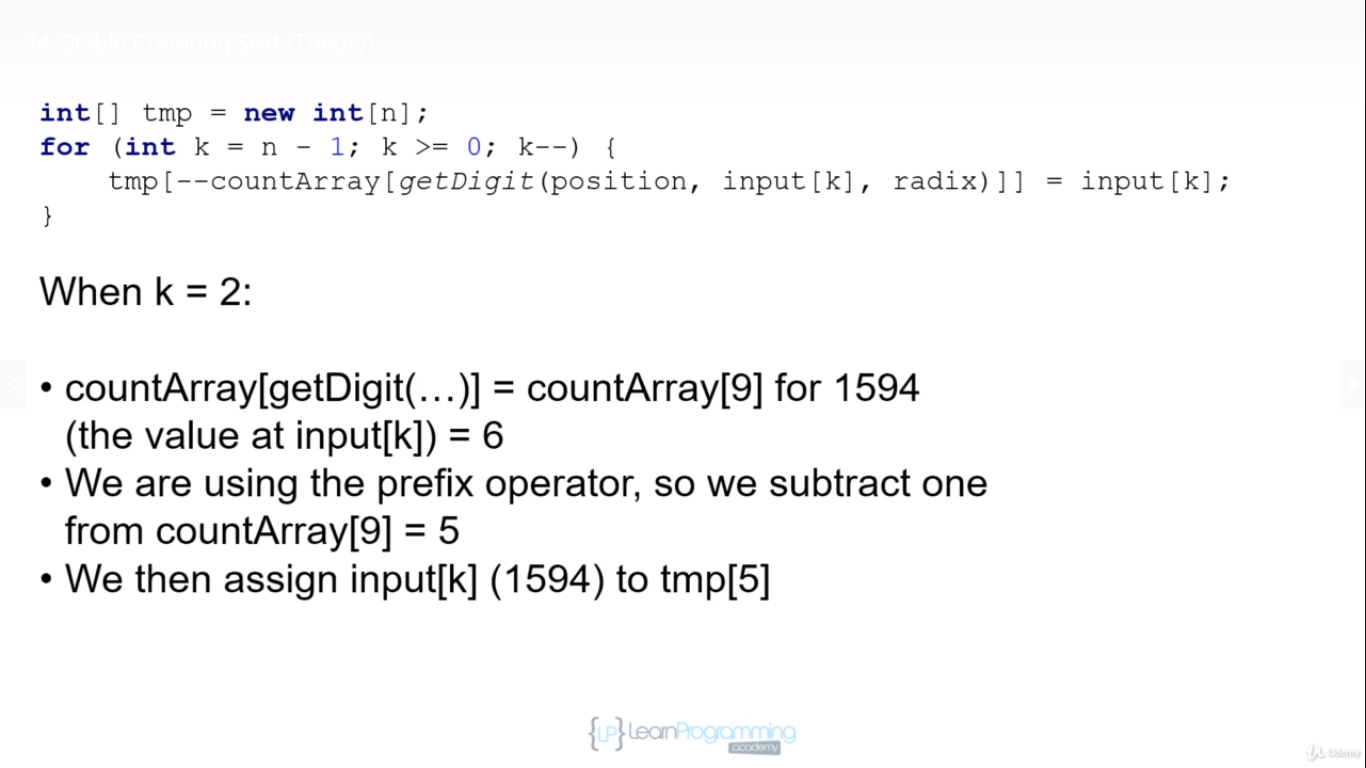 34. Stable Counting Sort (Theory)
int[] tmp = new int[n];
for (int k = n - 1; k >= 0; k--) {
    tmp[--countArray[getDigit(position, input[k], radix)]] = input[k];
}
When k = 2:
• countArray[getDigit(…)] = countArray[9] for 1594
(the value at input[k]) = 6
• We are using the prefix operator, so we subtract one
from countArray[9] = 5
• We then assign input[k] (1594) to tmp[5]
{LP} LearnProgramming
academy
Udemy